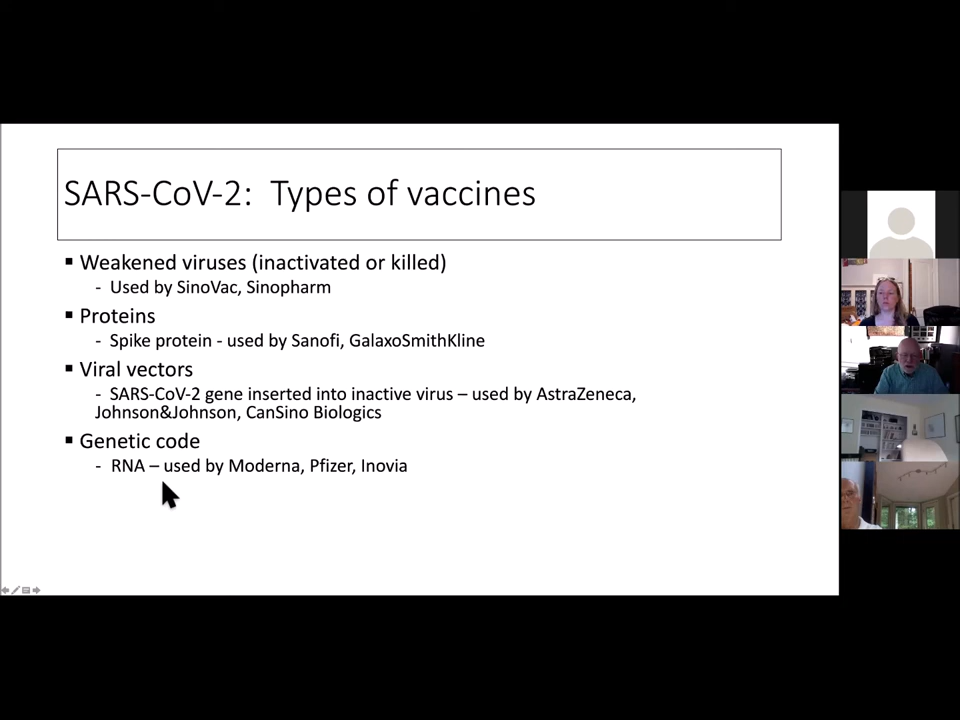 SARS-CoV-2: Types of vaccines
▪ Weakened viruses (inactivated or killed)
- Used by SinoVac, Sinopharm
▪ Proteins
- Spike protein - used by Sanofi, GalaxoSmithKline
▪ Viral vectors
- SARS-CoV-2 gene inserted into inactive virus – used by AstraZeneca,
Johnson&Johnson, CanSino Biologics
▪ Genetic code
- RNA – used by Moderna, Pfizer, Inovia